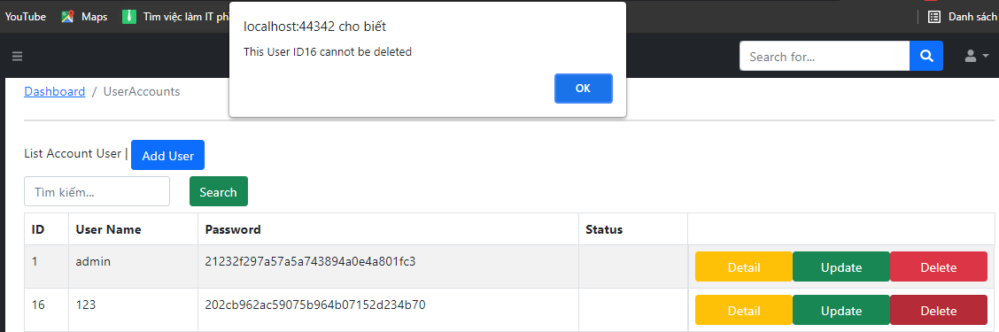 YouTube Maps Tìm việc làm IT ph Danh sách
localhost:44342 cho biết
This User ID16 cannot be deleted
OK
Search for...
Dashboard / UserAccounts
List Account User | Add User
Tìm kiếm... Search
ID User Name Password Status
1 admin 21232f297a57a5a743894a0e4a801fc3 Detail Update Delete
16 123 202cb962ac59075b964b07152d234b70 Detail Update Delete